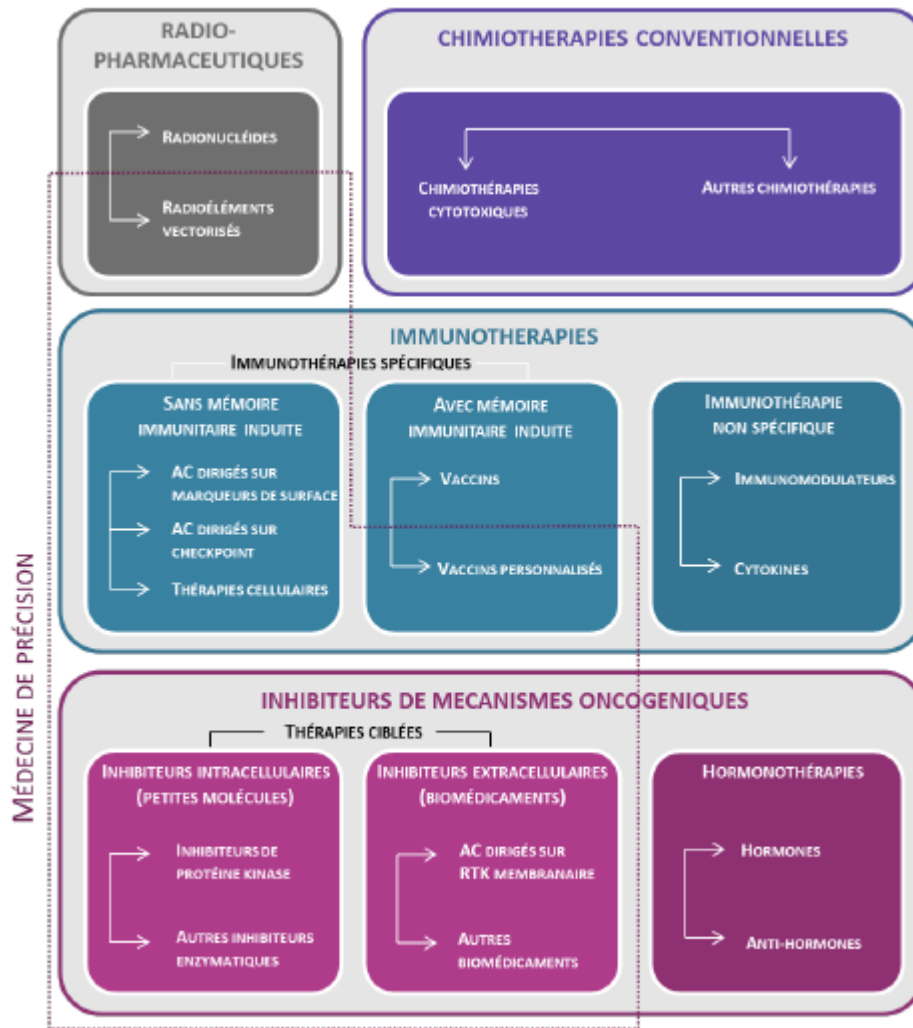 RADIO-
PHARMACEUTIQUES
RADIONUCLÉIDES
RADIOÉLÉMENTS
VECTORISÉS
CHIMIOTHERAPIES CONVENTIONNELLES
CHIMIOTHÉRAPIES
CYTOTOXIQUES
AUTRES CHIMIOTHÉRAPIES
IMMUNOTHERAPIES
IMMUNOTHÉRAPIES SPÉCIFIQUES
SANS MÉMOIRE
IMMUNITAIRE INDUITE
AC DIRIGÉS SUR
MARQUEURS DE SURFACE
AC DIRIGÉS SUR
CHECKPOINT
THÉRAPIES CELLULAIRES
AVEC MÉMOIRE
IMMUNITAIRE INDUITE
VACCINS
VACCINS PERSONNALISÉS
IMMUNOTHÉRAPIE
NON SPÉCIFIQUE
IMMUNOMODULATEURS
CYTOKINES
MÉDECINE DE PRÉCISION
INHIBITEURS DE MECANISMES ONCOGENIQUES
THÉRAPIES CIBLÉES
INHIBITEURS INTRACELLULAIRES
(PETITES MOLÉCULES)
INHIBITEURS DE
PROTÉINE KINASE
AUTRES INHIBITEURS
ENZYMATIQUES
INHIBITEURS EXTRACELLULAIRES
(BIOMÉDICAMENTS)
AC DIRIGÉS SUR
RTK MEMBRANAIRE
AUTRES
BIOMÉDICAMENTS
HORMONOTHÉRAPIES
HORMONES
ANTI-HORMONES